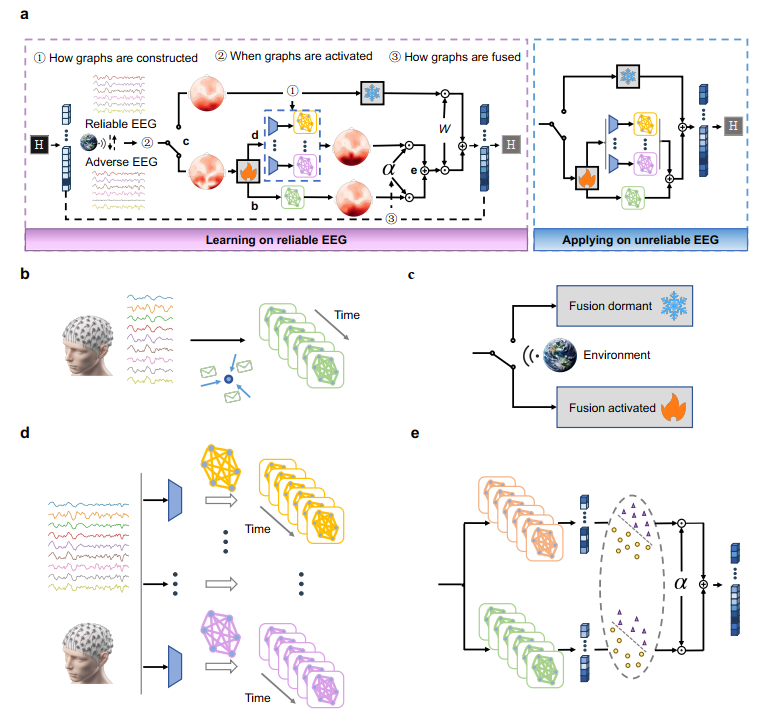 a
① How graphs are constructed ② When graphs are activated ③ How graphs are fused
①
Reliable EEG
H ② c d W H
Adverse EEG
α e
b
③
H
Learning on reliable EEG
Applying on unreliable EEG
b
Time
c
Fusion dormant
Environment
Fusion activated
d
Time
Time
e
α